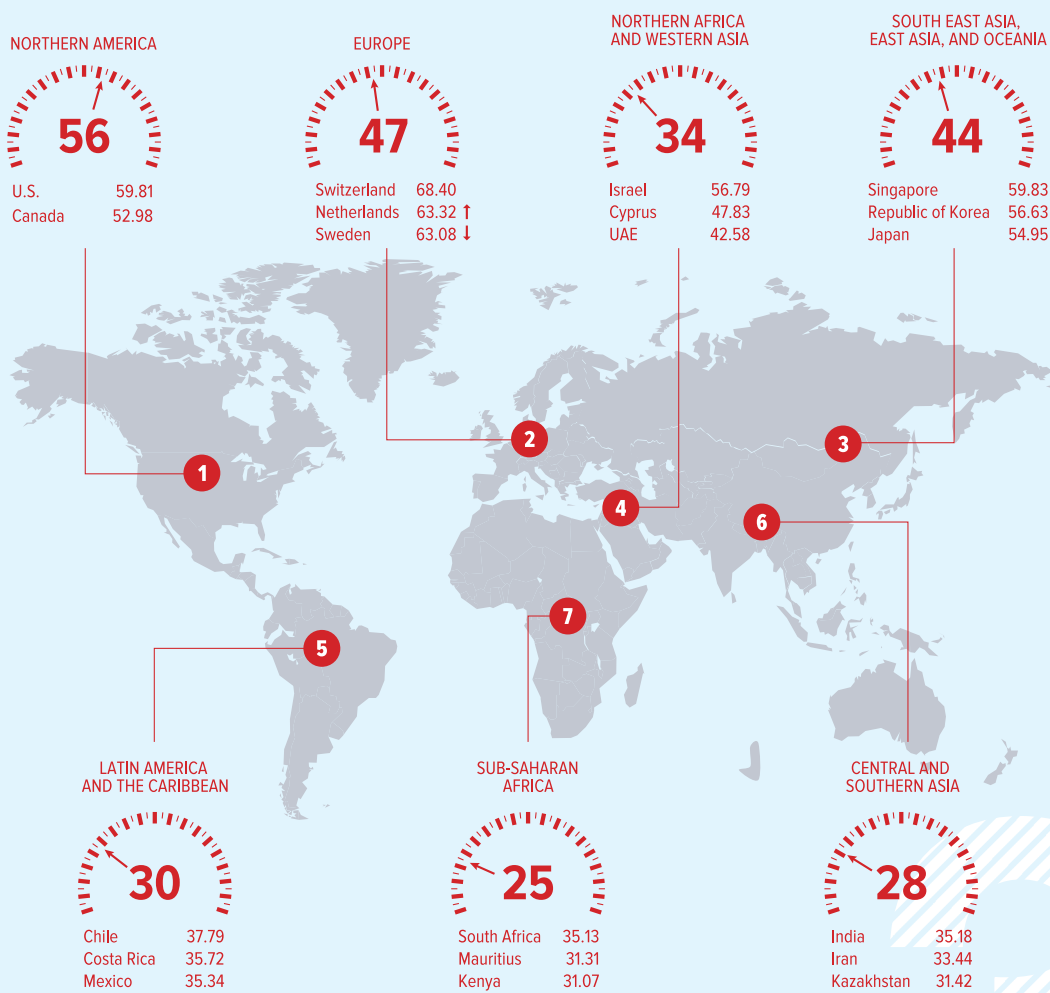 NORTHERN AMERICA
56
U.S. 59.81
Canada 52.98
EUROPE
47
Switzerland 68.40
Netherlands 63.32 ↑
Sweden 63.08 ↓
NORTHERN AFRICA
AND WESTERN ASIA
34
Israel 56.79
Cyprus 47.83
UAE 42.58
SOUTH EAST ASIA,
EAST ASIA, AND OCEANIA
44
Singapore 59.83
Republic of Korea 56.63
Japan 54.95
1
2
3
4
5
6
7
LATIN AMERICA
AND THE CARIBBEAN
30
Chile 37.79
Costa Rica 35.72
Mexico 35.34
SUB-SAHARAN
AFRICA
25
South Africa 35.13
Mauritius 31.31
Kenya 31.07
CENTRAL AND
SOUTHERN ASIA
28
India 35.18
Iran 33.44
Kazakhstan 31.42